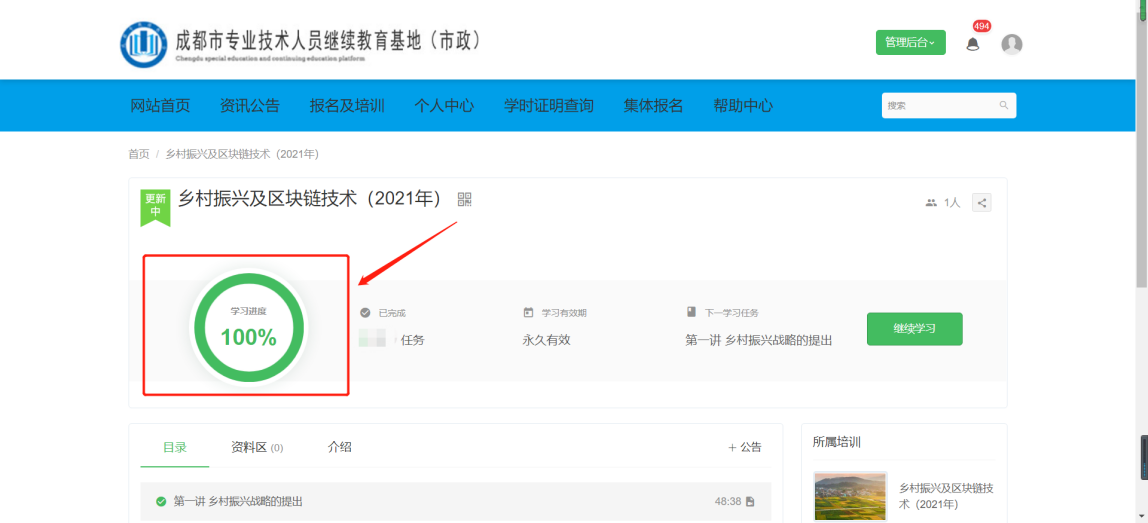 成都市专业技术人员继续教育基地（市政）
Chengdu special education and continuing education platform
管理后台
494
网站首页 资讯公告 报名及培训 个人中心 学时证明查询 集体报名 帮助中心
搜索
首页 / 乡村振兴及区块链技术（2021年）
更新中
乡村振兴及区块链技术（2021年）
1人
学习进度
100%
已完成
任务
学习有效期
永久有效
下一学习任务
第一讲 乡村振兴战略的提出
继续学习
目录 资料区 (0) 介绍
+ 公告
第一讲 乡村振兴战略的提出 48:38
所属培训
乡村振兴及区块链技
术（2021年）